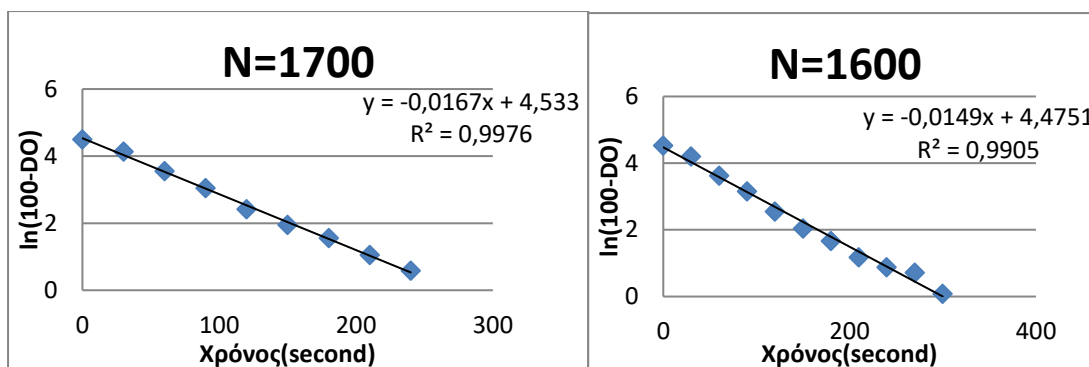 N=1700
y = -0,0167x + 4,533
R² = 0,9976
ln(100-DO)
6
4
2
0
0 100 200 300
Χρόνος(second)
N=1600
y = -0,0149x + 4,4751
R² = 0,9905
ln(100-DO)
6
4
2
0
0 200 400
Χρόνος(second)